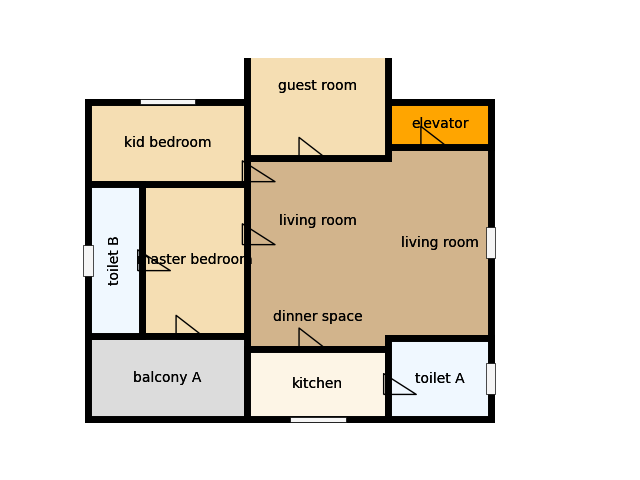 guest room
elevator
kid bedroom
living room
living room
toilet B
master bedroom
dinner space
balcony A
kitchen
toilet A